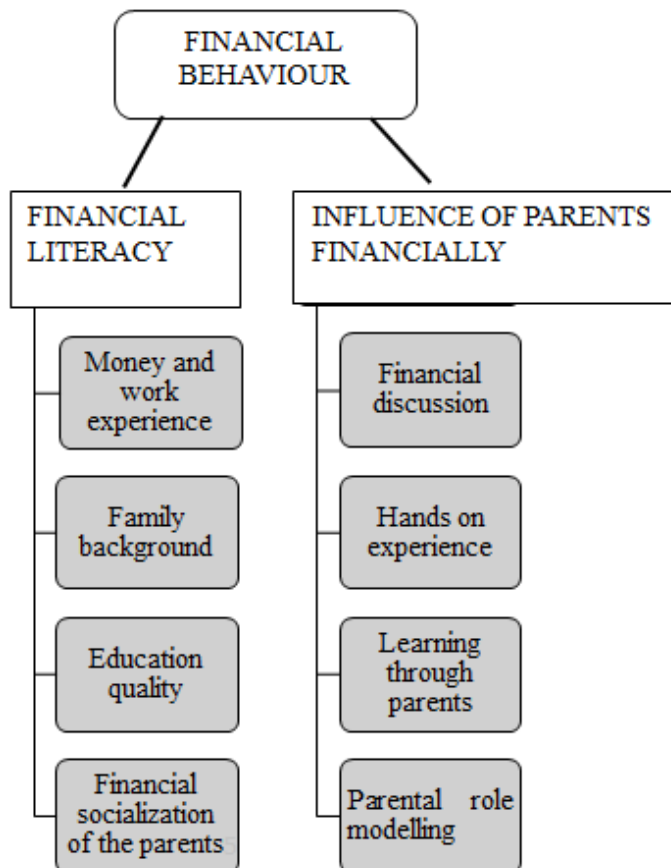 FINANCIAL
BEHAVIOUR
FINANCIAL
LITERACY
Money and
work
experience
Family
background
Education
quality
Financial
socialization
of the parents
INFLUENCE OF PARENTS
FINANCIALLY
Financial
discussion
Hands on
experience
Learning
through
parents
Parental role
modelling